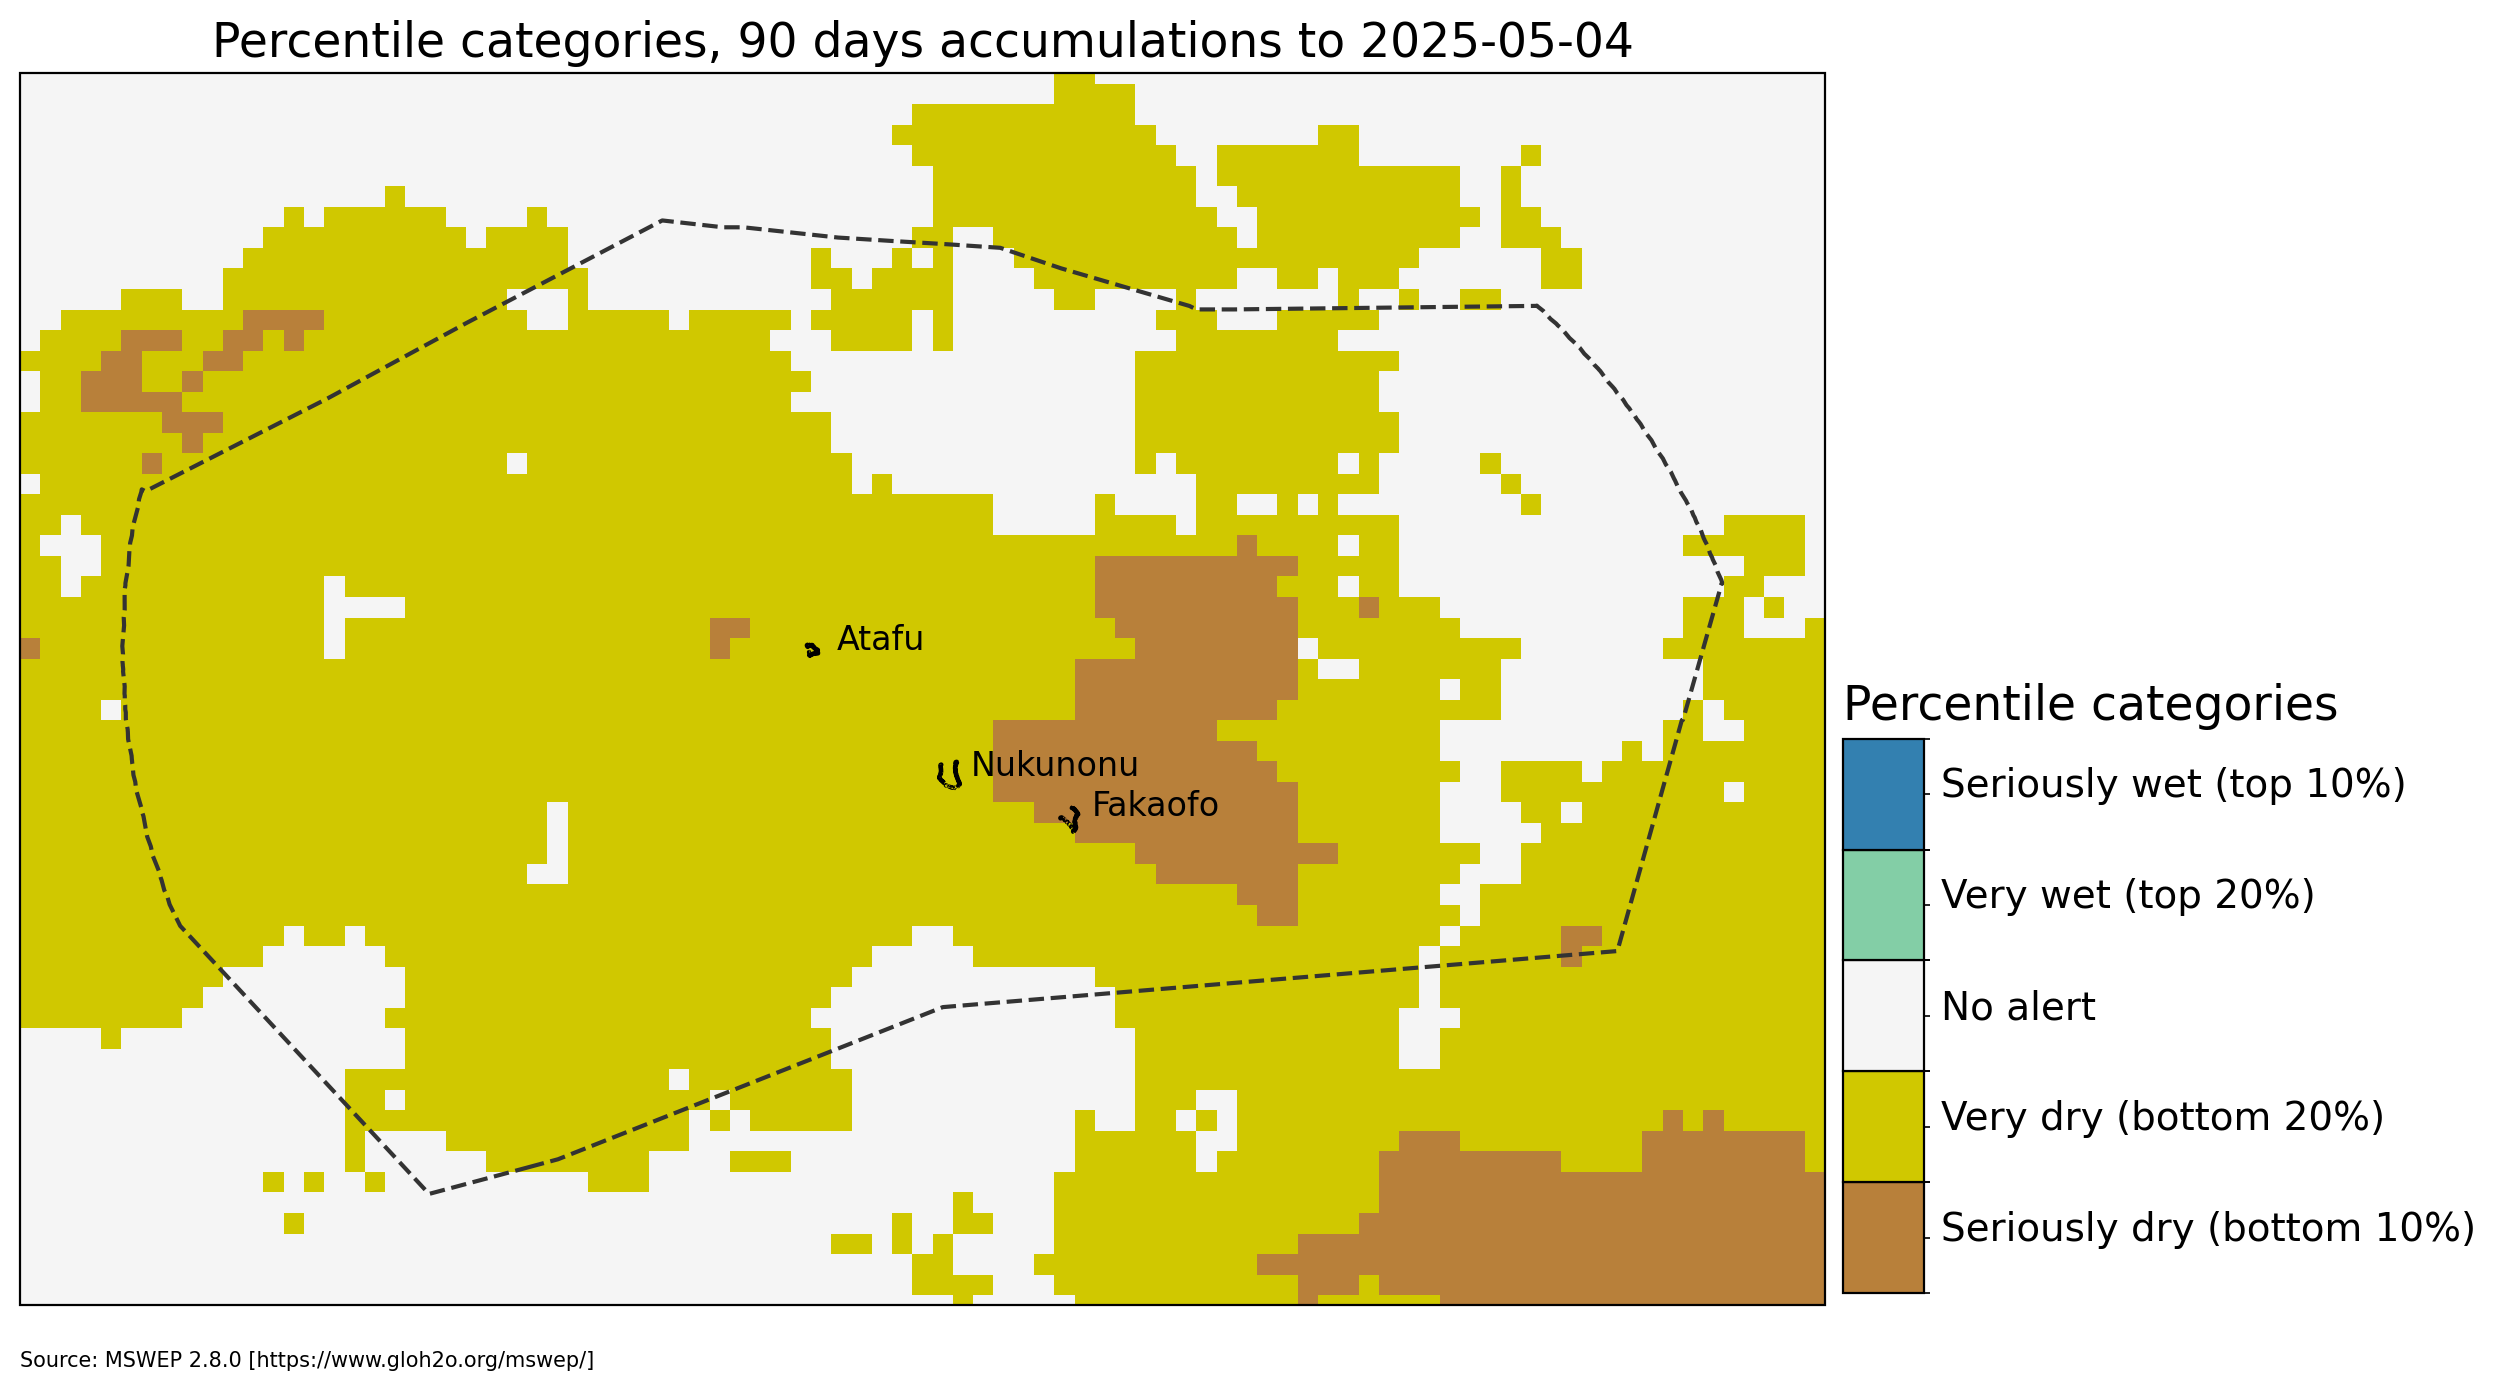 Percentile categories, 90 days accumulations to 2025-05-04
Atafu
Nukunonu
Fakaofo
Percentile categories
Seriously wet (top 10%)
Very wet (top 20%)
No alert
Very dry (bottom 20%)
Seriously dry (bottom 10%)
Source: MSWEP 2.8.0 [https://www.gloh2o.org/mswep/]